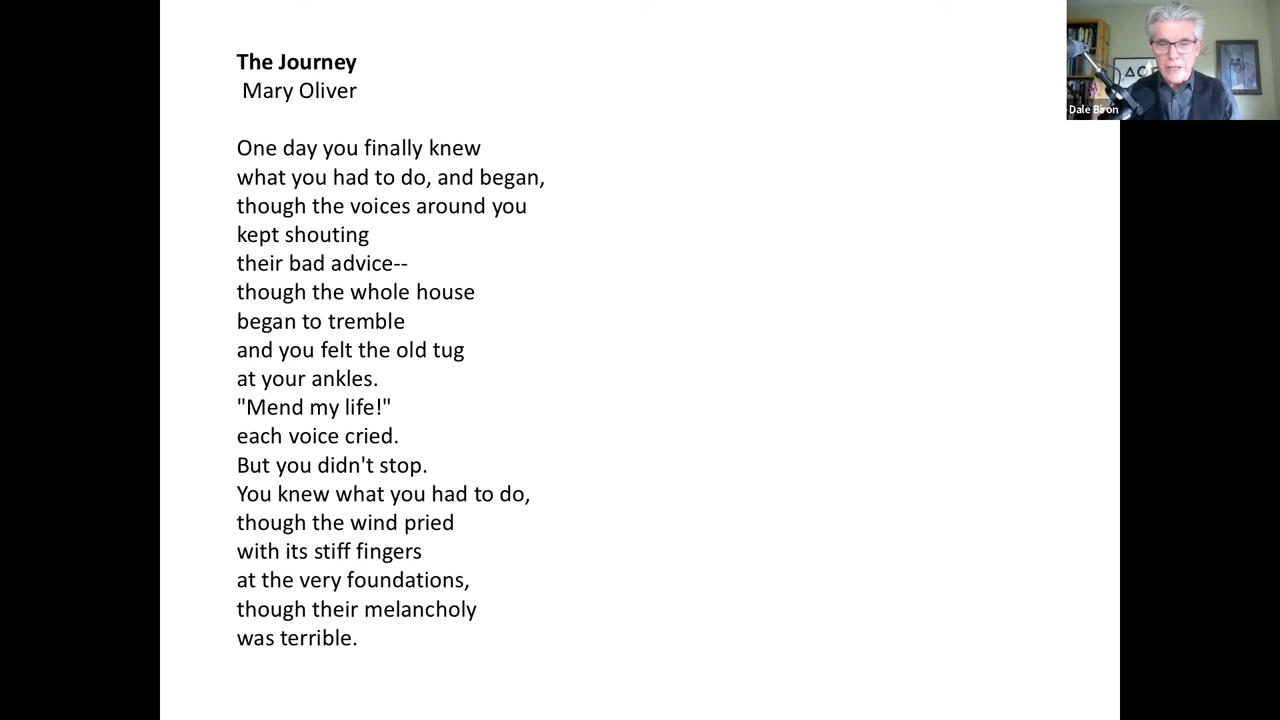 The Journey
Mary Oliver
One day you finally knew
what you had to do, and began,
though the voices around you
kept shouting
their bad advice--
though the whole house
began to tremble
and you felt the old tug
at your ankles.
"Mend my life!"
each voice cried.
But you didn't stop.
You knew what you had to do,
though the wind pried
with its stiff fingers
at the very foundations,
though their melancholy
was terrible.
Dale Biron